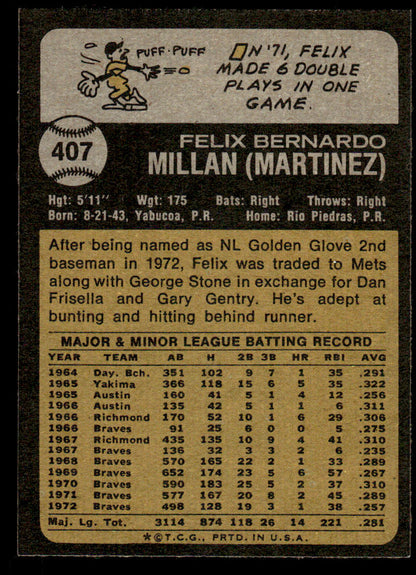 PUFF-PUFF
IN '71, FELIX
MADE 6 DOUBLE
PLAYS IN ONE
GAME.
407
FELIX BERNARDO
MILLAN (MARTINEZ)
Hgt: 5'11" Wgt: 175 Bats: Right Throws: Right
Born: 8-21-43, Yabucoa, P.R. Home: Rio Piedras, P.R.
After being named as NL Golden Glove 2nd
baseman in 1972, Felix was traded to Mets
along with George Stone in exchange for Dan
Frisella and Gary Gentry. He's adept at
bunting and hitting behind runner.
MAJOR & MINOR LEAGUE BATTING RECORD
YEAR TEAM AB H 2B 3B HR RBI AVG
1964 Day. Bch. 351 102 9 7 1 35 .291
1965 Yakima 366 118 15 6 5 35 .322
1965 Austin 160 41 5 1 4 12 .256
1966 Austin 135 42 5 1 1 6 .311
1966 Richmond 170 52 10 1 6 29 .306
1966 Braves 91 25 6 0 0 5 .275
1967 Richmond 435 135 10 9 4 41 .310
1967 Braves 136 32 3 3 2 6 .235
1968 Braves 570 165 22 2 1 33 .289
1969 Braves 652 174 23 5 6 57 .267
1970 Braves 590 183 25 5 2 37 .310
1971 Braves 577 167 20 8 2 45 .289
1972 Braves 498 128 19 3 1 38 .257
Maj. Lg. Tot. 3114 874 118 26 14 221 .281
*©T.C.G., PRTD. IN U.S.A.